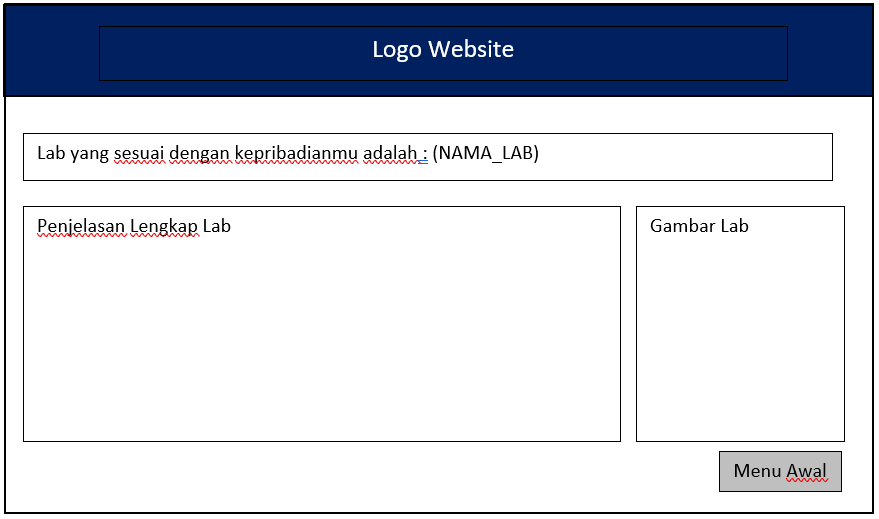 Logo Website
Lab yang sesuai dengan kepribadianmu adalah : (NAMA_LAB)
Penjelasan Lengkap Lab
Gambar Lab
Menu Awal